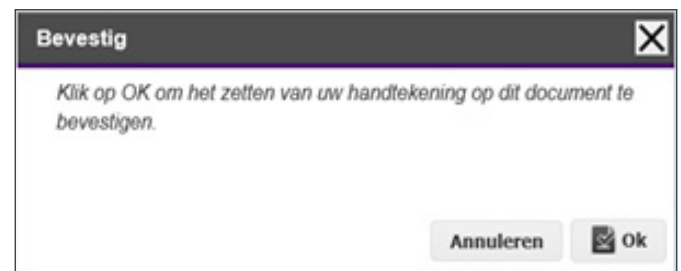 Bevestig
Klik op OK om het zetten van uw handtekening op dit document te
bevestigen.
Annuleren Ok